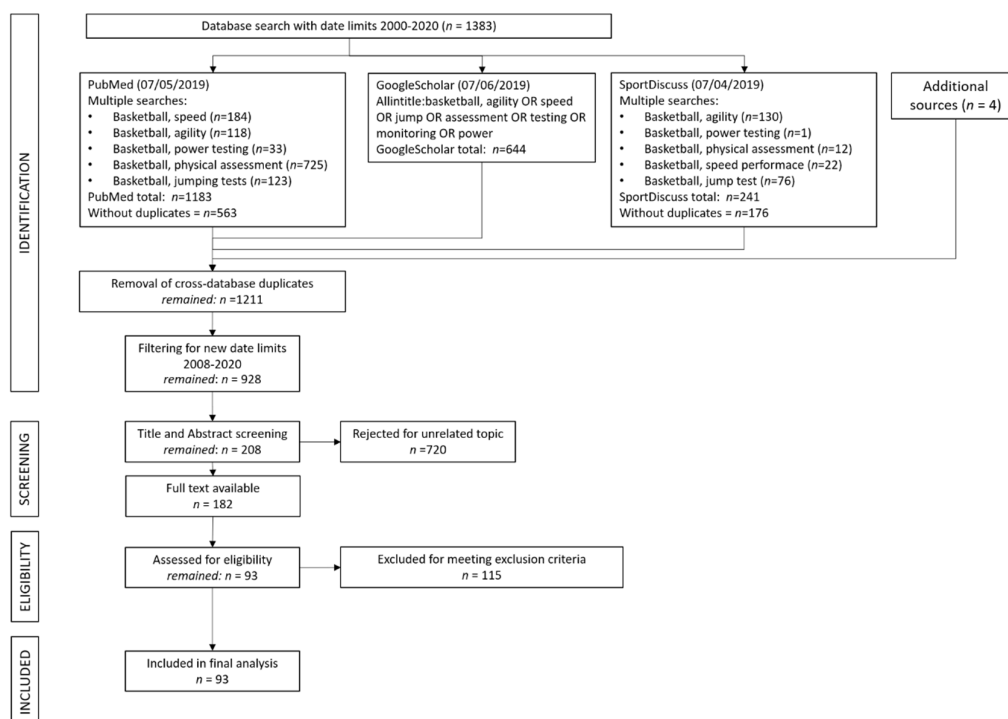 Database search with date limits 2000-2020 (n = 1383)
PubMed (07/05/2019)
Multiple searches:
• Basketball, speed (n=184)
• Basketball, agility (n=118)
• Basketball, power testing (n=33)
• Basketball, physical assessment (n=725)
• Basketball, jumping tests (n=123)
PubMed total: n=1183
Without duplicates = n=563
GoogleScholar (07/06/2019)
Allintitle:basketball, agility OR speed
OR jump OR assessment OR testing OR
monitoring OR power
GoogleScholar total: n=644
SportDiscuss (07/04/2019)
Multiple searches:
• Basketball, agility (n=130)
• Basketball, power testing (n=1)
• Basketball, physical assessment (n=12)
• Basketball, speed performace (n=22)
• Basketball, jump test (n=76)
SportDiscuss total: n=241
Without duplicates = n=176
Additional
sources (n = 4)
IDENTIFICATION
Removal of cross-database duplicates
remained: n =1211
Filtering for new date limits
2008-2020
remained: n = 928
SCREENING
Title and Abstract screening
remained: n = 208
Rejected for unrelated topic
n =720
Full text available
n = 182
ELIGIBILITY
Assessed for eligibility
remained: n = 93
Excluded for meeting exclusion criteria
n = 115
INCLUDED
Included in final analysis
n = 93